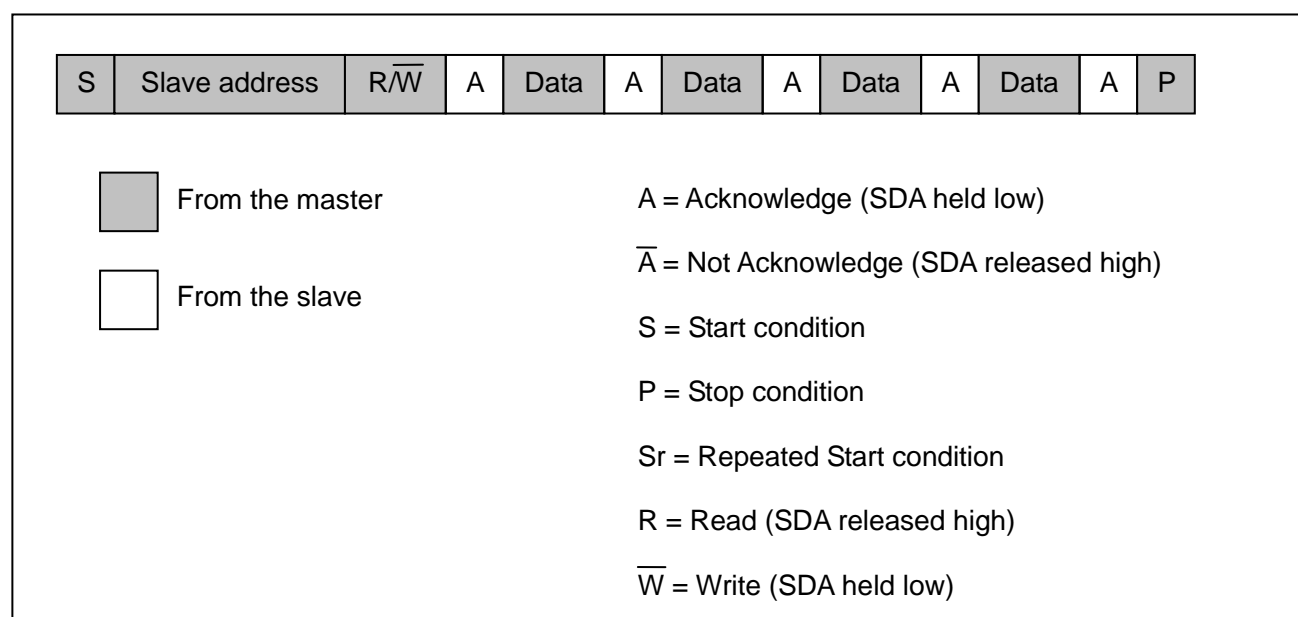 S Slave address R/W̅ A Data A Data A Data A Data A P
From the master
From the slave
A = Acknowledge (SDA held low)
A̅ = Not Acknowledge (SDA released high)
S = Start condition
P = Stop condition
Sr = Repeated Start condition
R = Read (SDA released high)
W̅ = Write (SDA held low)